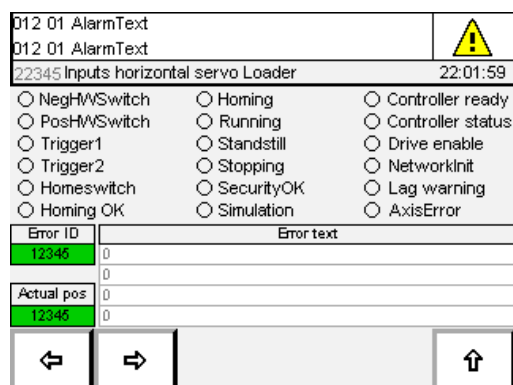 012 01 AlarmText
012 01 AlarmText
22345 Inputs horizontal servo Loader 22:01:59
NegHWSwitch Homing Controller ready
PosHWSwitch Running Controller status
Trigger1 Standstill Drive enable
Trigger2 Stopping NetworkInit
Homeswitch SecurityOK Lag warning
Homing OK Simulation AxisError
Error ID Error text
12345 0
0
Actual pos 0
12345 0